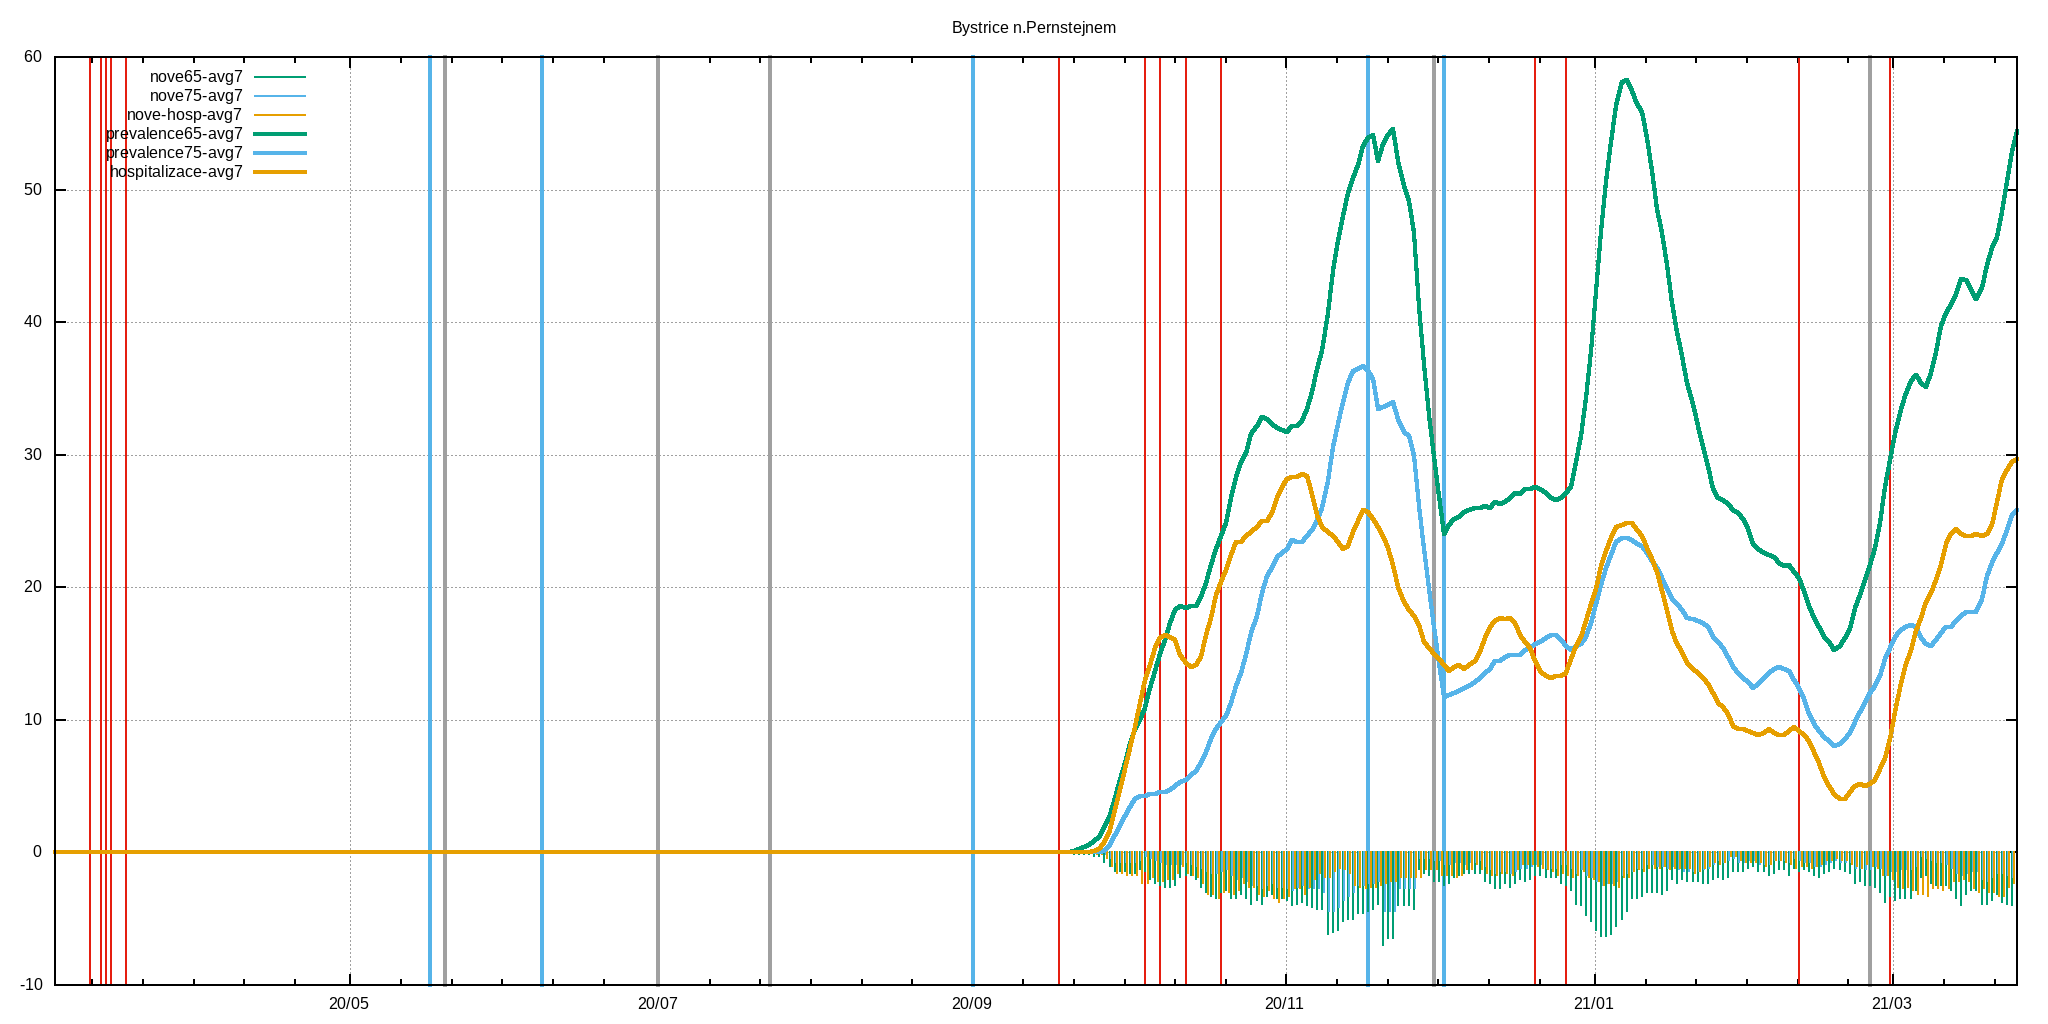 Bystrice n.Pernstejnem
60
nove65-avg7
nove75-avg7
nove-hosp-avg7
prevalence65-avg7
prevalence75-avg7
hospitalizace-avg7
50
40
30
20
10
0
-10
20/05 20/07 20/09 20/11 21/01 21/03